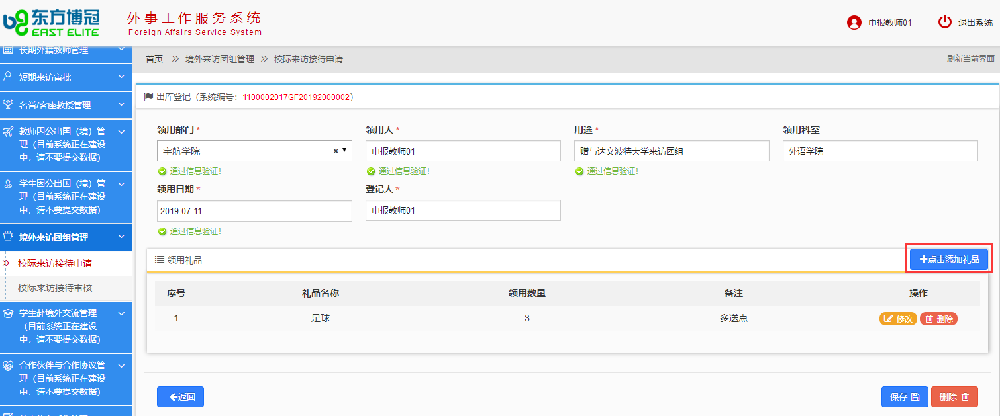 东方博冠
EAST ELITE
外事工作服务系统
Foreign Affairs Service System
申报教师01
退出系统
长期外籍教师管理
短期来访审批
名誉/客座教授管理
教师因公出国（境）管
理（目前系统正在建设
中，请不要提交数据)
学生因公出国（境）管
理（目前系统正在建设
中，请不要提交数据)
境外来访团组管理
校际来访接待申请
校际来访接待审核
学生赴境外交流管理
（目前系统正在建设
中，请不要提交数据)
合作伙伴与合作协议管
理（目前系统正在建设
中，请不要提交数据)
首页 境外来访团组管理 校际来访接待申请
刷新当前界面
出库登记（系统编号：1100002017GF20192000002）
领用部门* 领用人* 用途* 领用科室
宇航学院 × 申报教师01 赠与达文波特大学来访团组 外语学院
通过信息验证! 通过信息验证! 通过信息验证!
领用日期* 登记人*
2019-07-11 申报教师01
通过信息验证!
领用礼品
点击添加礼品
序号 礼品名称 领用数量 备注 操作
1 足球 3 多送点 修改 删除
返回
保存 删除